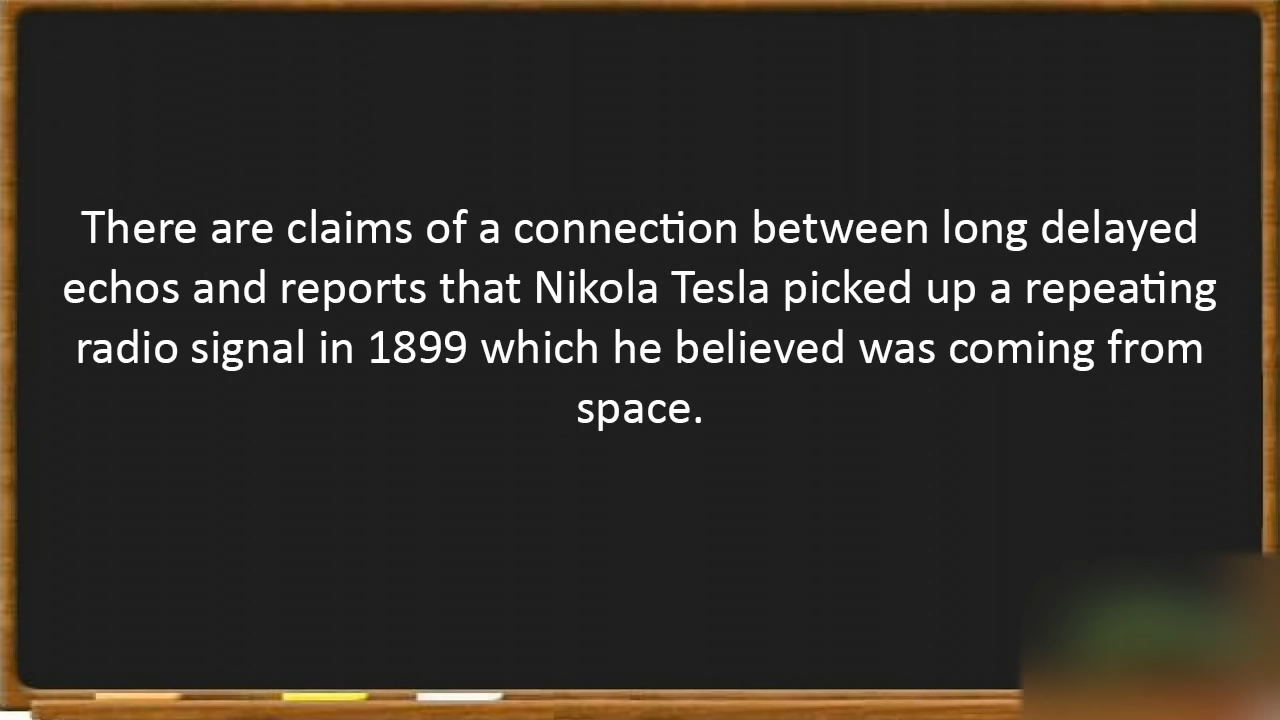 There are claims of a connection between long delayed
echos and reports that Nikola Tesla picked up a repeating
radio signal in 1899 which he believed was coming from
space.